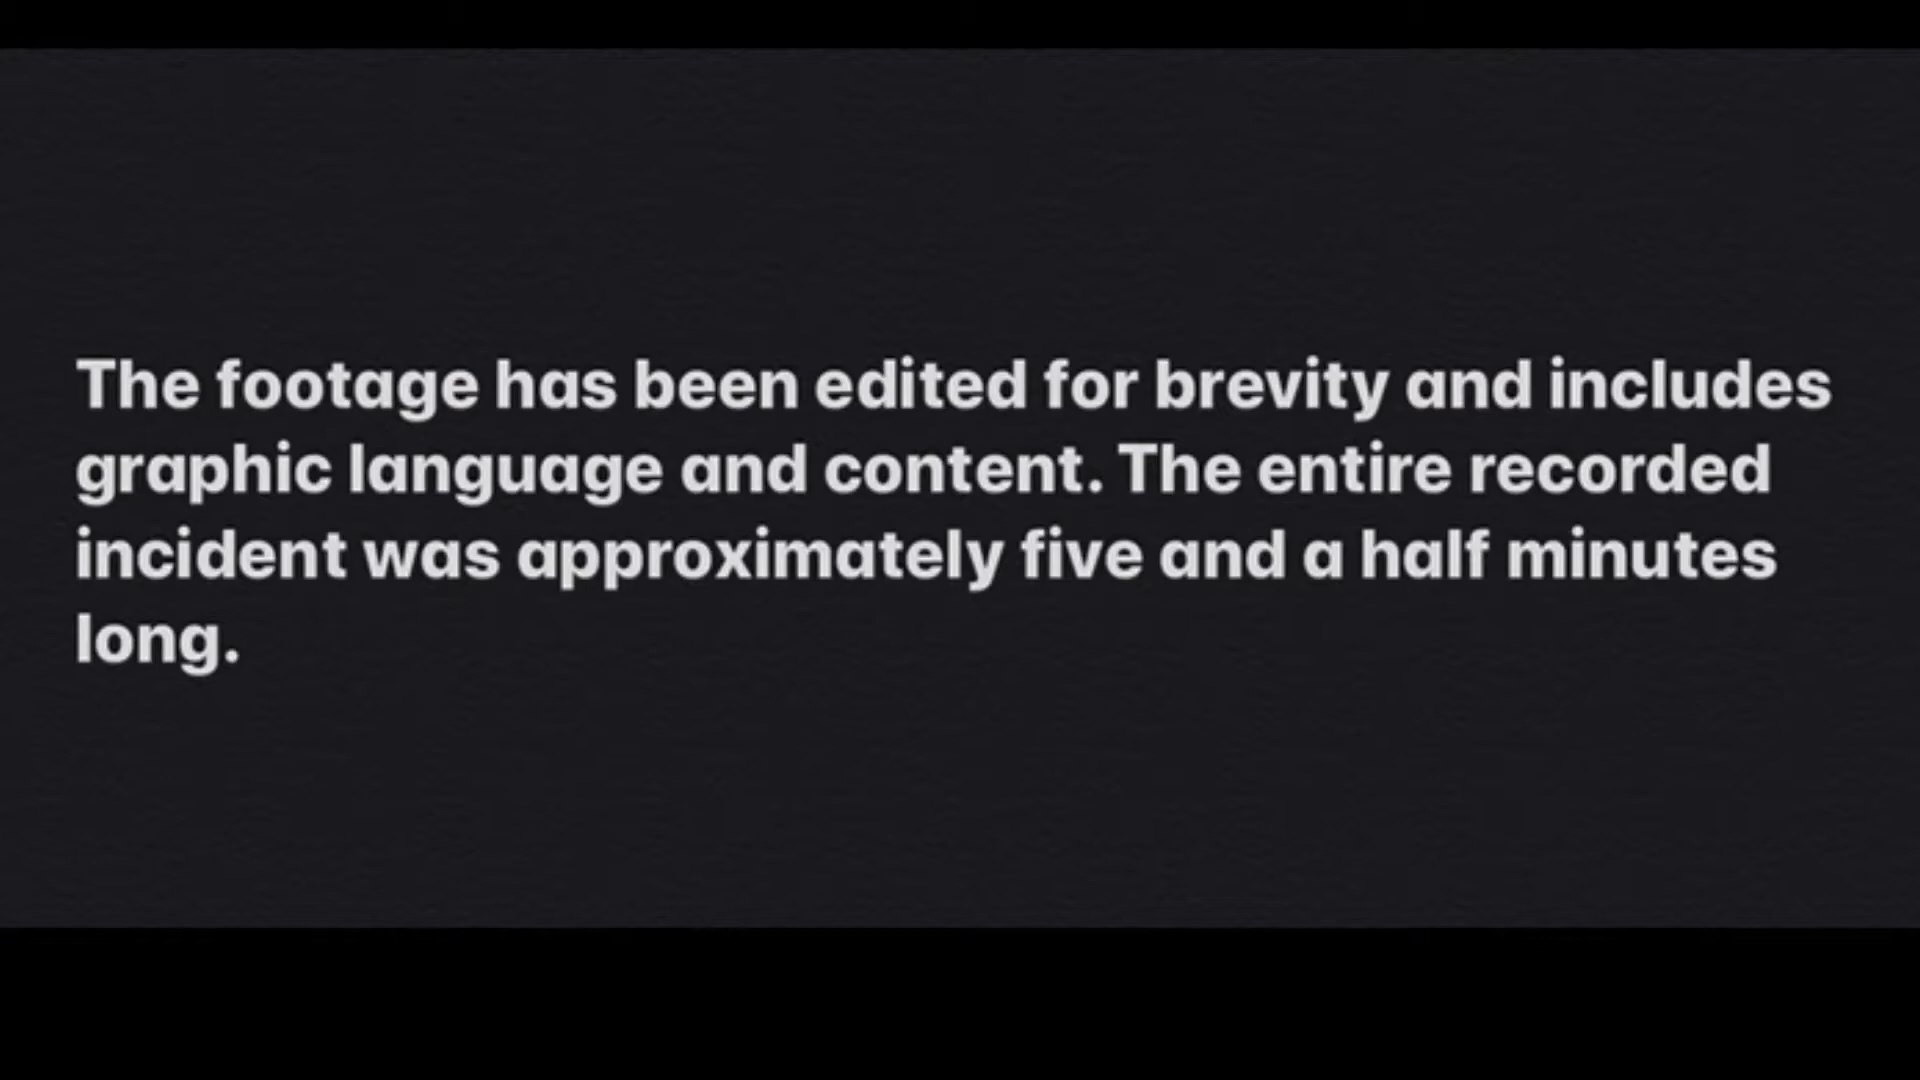 The footage has been edited for brevity and includes
graphic language and content. The entire recorded
incident was approximately five and a half minutes
long.